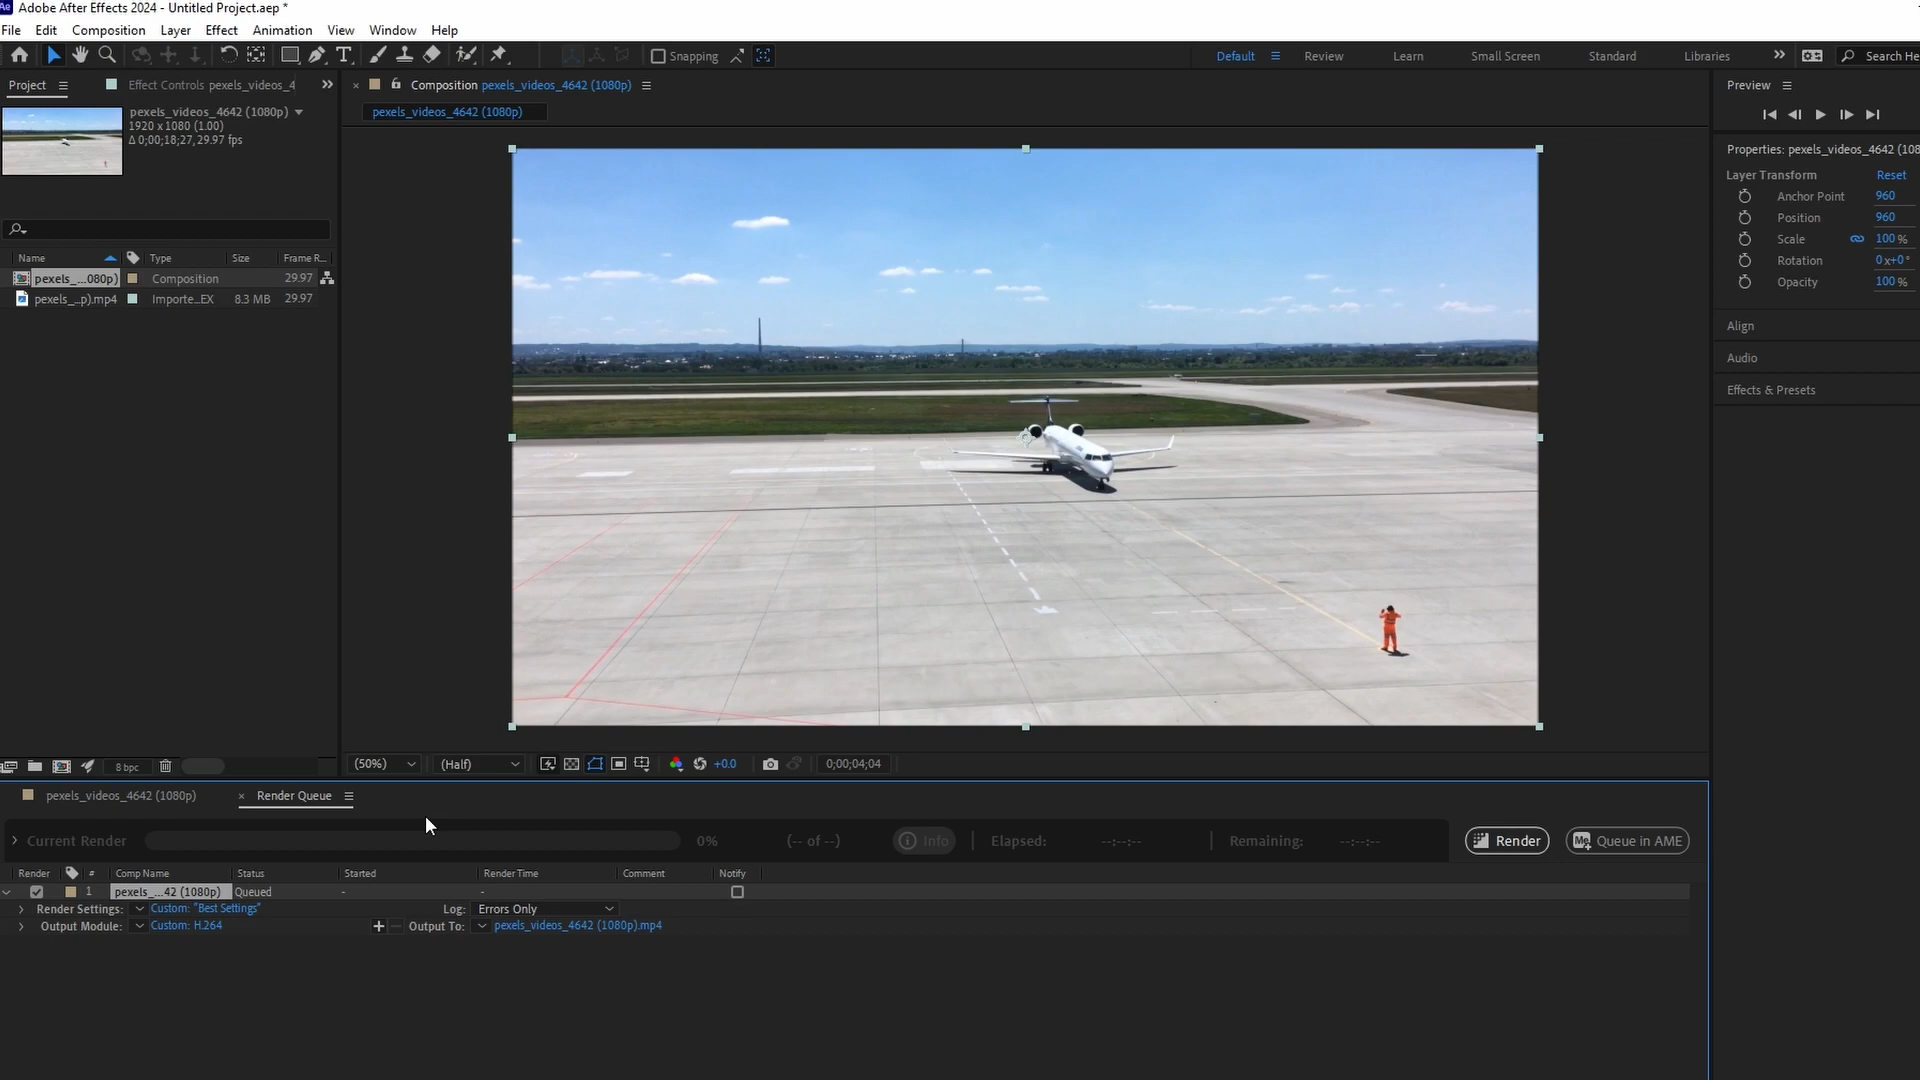 Ae Adobe After Effects 2024 - Untitled Project.aep *
File Edit Composition Layer Effect Animation View Window Help
Snapping
Default Review Learn Small Screen Standard Libraries Search He
Project Effect Controls pexels_videos_4
Composition pexels_videos_4642 (1080p)
Preview
pexels_videos_4642 (1080p)
1920 x 1080 (1.00)
Δ 0;00;18;27, 29.97 fps
pexels_videos_4642 (1080p)
Properties: pexels_videos_4642 (108
Layer Transform Reset
Anchor Point 960
Position 960
Scale 100 %
Rotation 0x+0°
Opacity 100 %
Align
Audio
Effects & Presets
Name Type Size Frame R...
pexels_...080p) Composition 29.97
pexels_...p).mp4 Importe...EX 8.3 MB 29.97
8 bpc
(50%) (Half) +0.0 0;00;04;04
pexels_videos_4642 (1080p) Render Queue
Current Render 0% (-- of --) Info Elapsed: --:--:-- Remaining: --:--:-- Render Me Queue in AME
Render # Comp Name Status Started Render Time Comment Notify
1 pexels_...42 (1080p) Queued - -
Render Settings: Custom: "Best Settings" Log: Errors Only
Output Module: Custom: H.264 Output To: pexels_videos_4642 (1080p).mp4